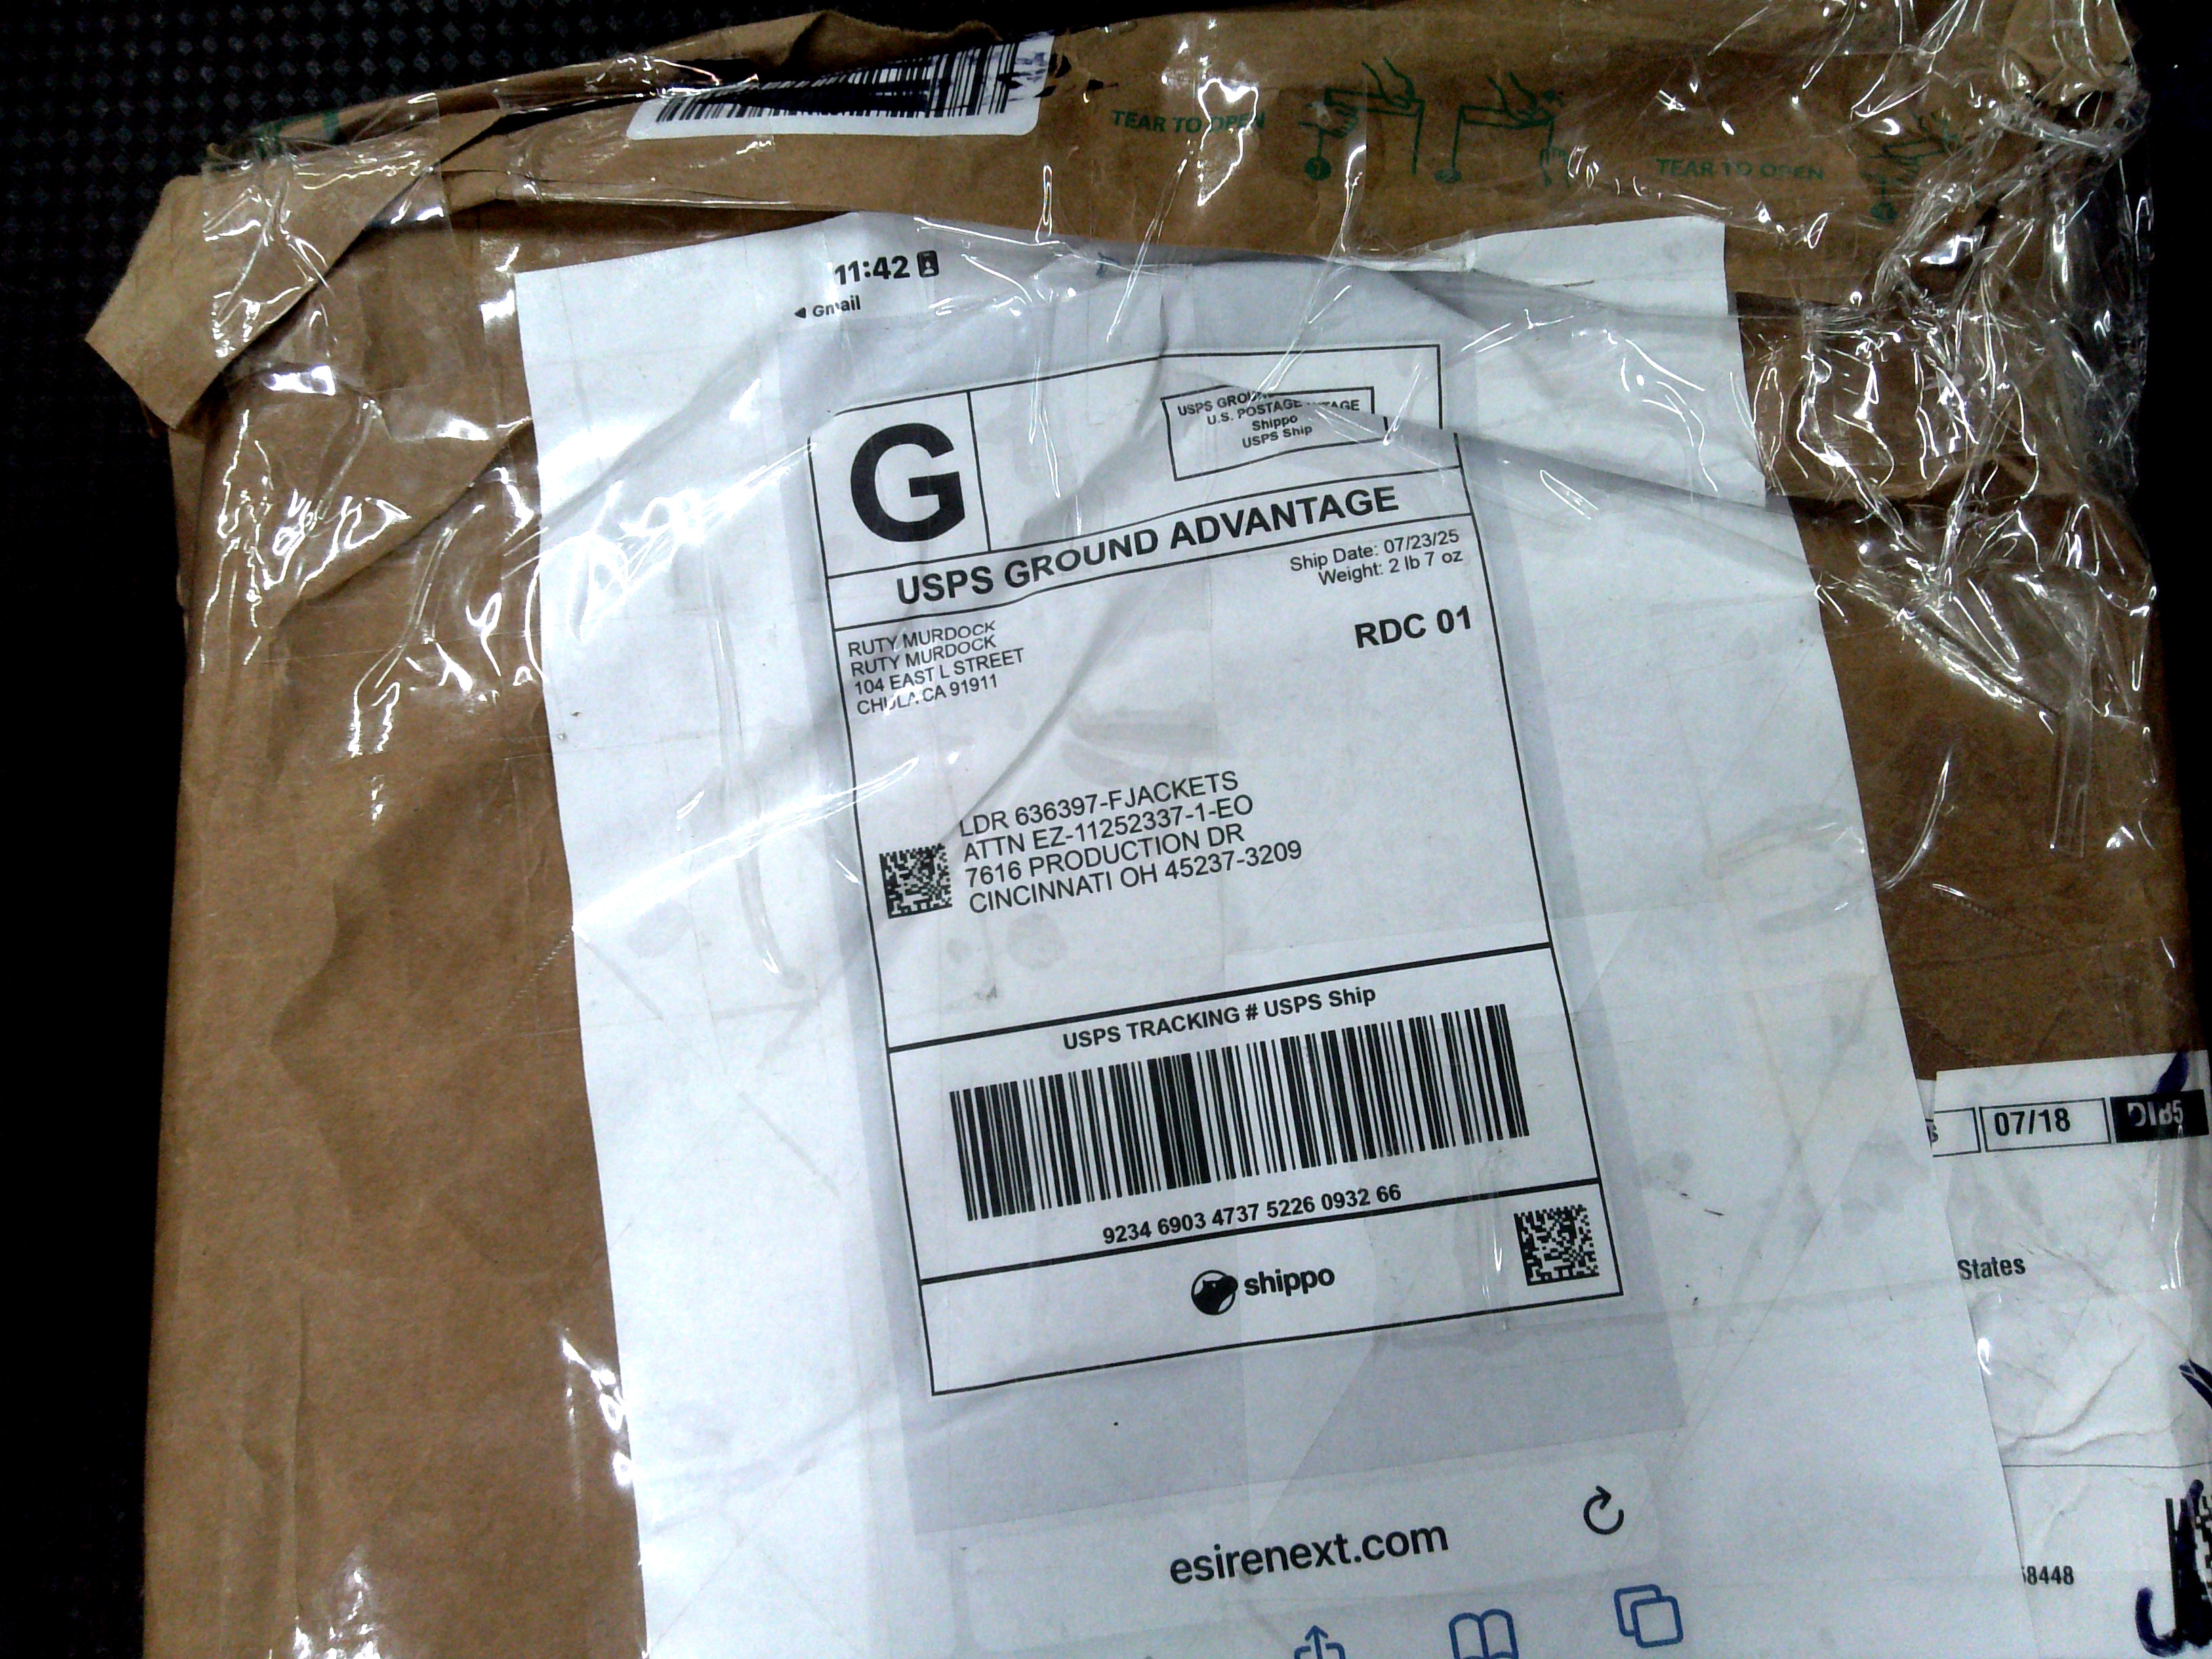 TEAR TO OPEN
TEAR TO OPEN
11:42
Gmail
G
USPS
U.S. POSTAGE
Shippo
USPS Ship
USPS GROUND ADVANTAGE
Ship Date: 07/23/25
Weight: 2 lb 7 oz
RDC 01
RUTY MURDOCK
RUTY MURDOCK
104 EAST L STREET
CHULA CA 91911
LDR 636397-FJACKETS
ATTN EZ-11252337-1-EO
7616 PRODUCTION DR
CINCINNATI OH 45237-3209
USPS TRACKING # USPS Ship
9234 6903 4737 5226 0932 66
shippo
07/18
States
8448
esirenext.com